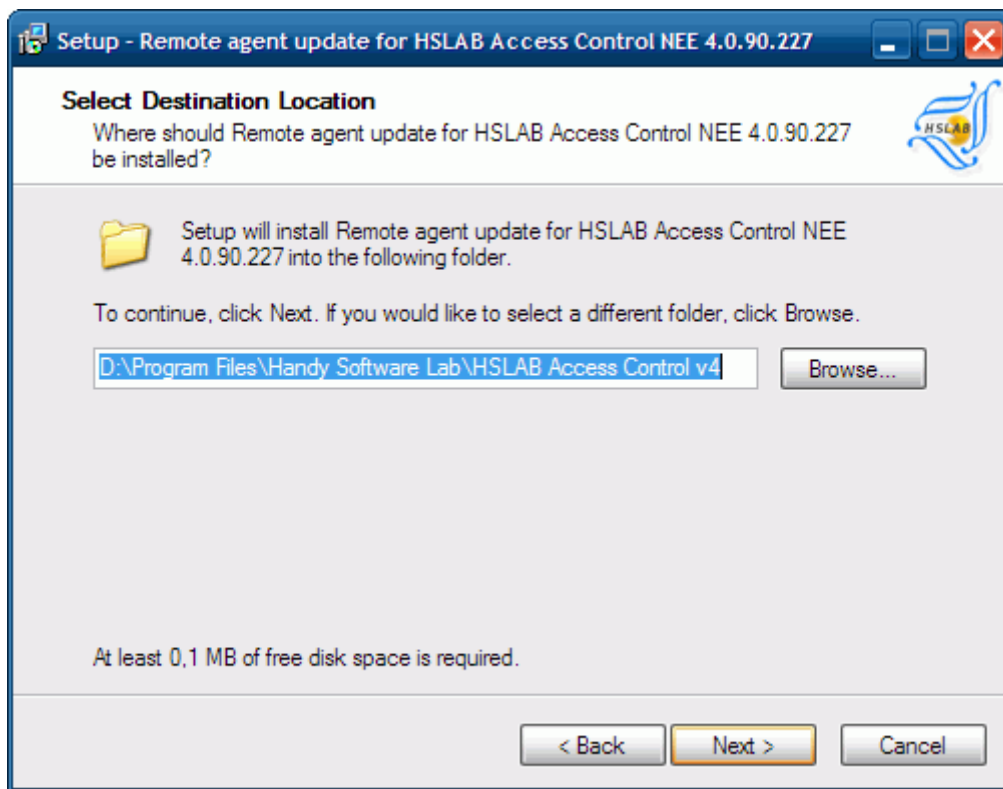 Setup - Remote agent update for HSLAB Access Control NEE 4.0.90.227
Select Destination Location
Where should Remote agent update for HSLAB Access Control NEE 4.0.90.227
be installed?
HSLAB
Setup will install Remote agent update for HSLAB Access Control NEE
4.0.90.227 into the following folder.
To continue, click Next. If you would like to select a different folder, click Browse.
D:\Program Files\Handy Software Lab\HSLAB Access Control v4
Browse...
At least 0,1 MB of free disk space is required.
< Back
Next >
Cancel